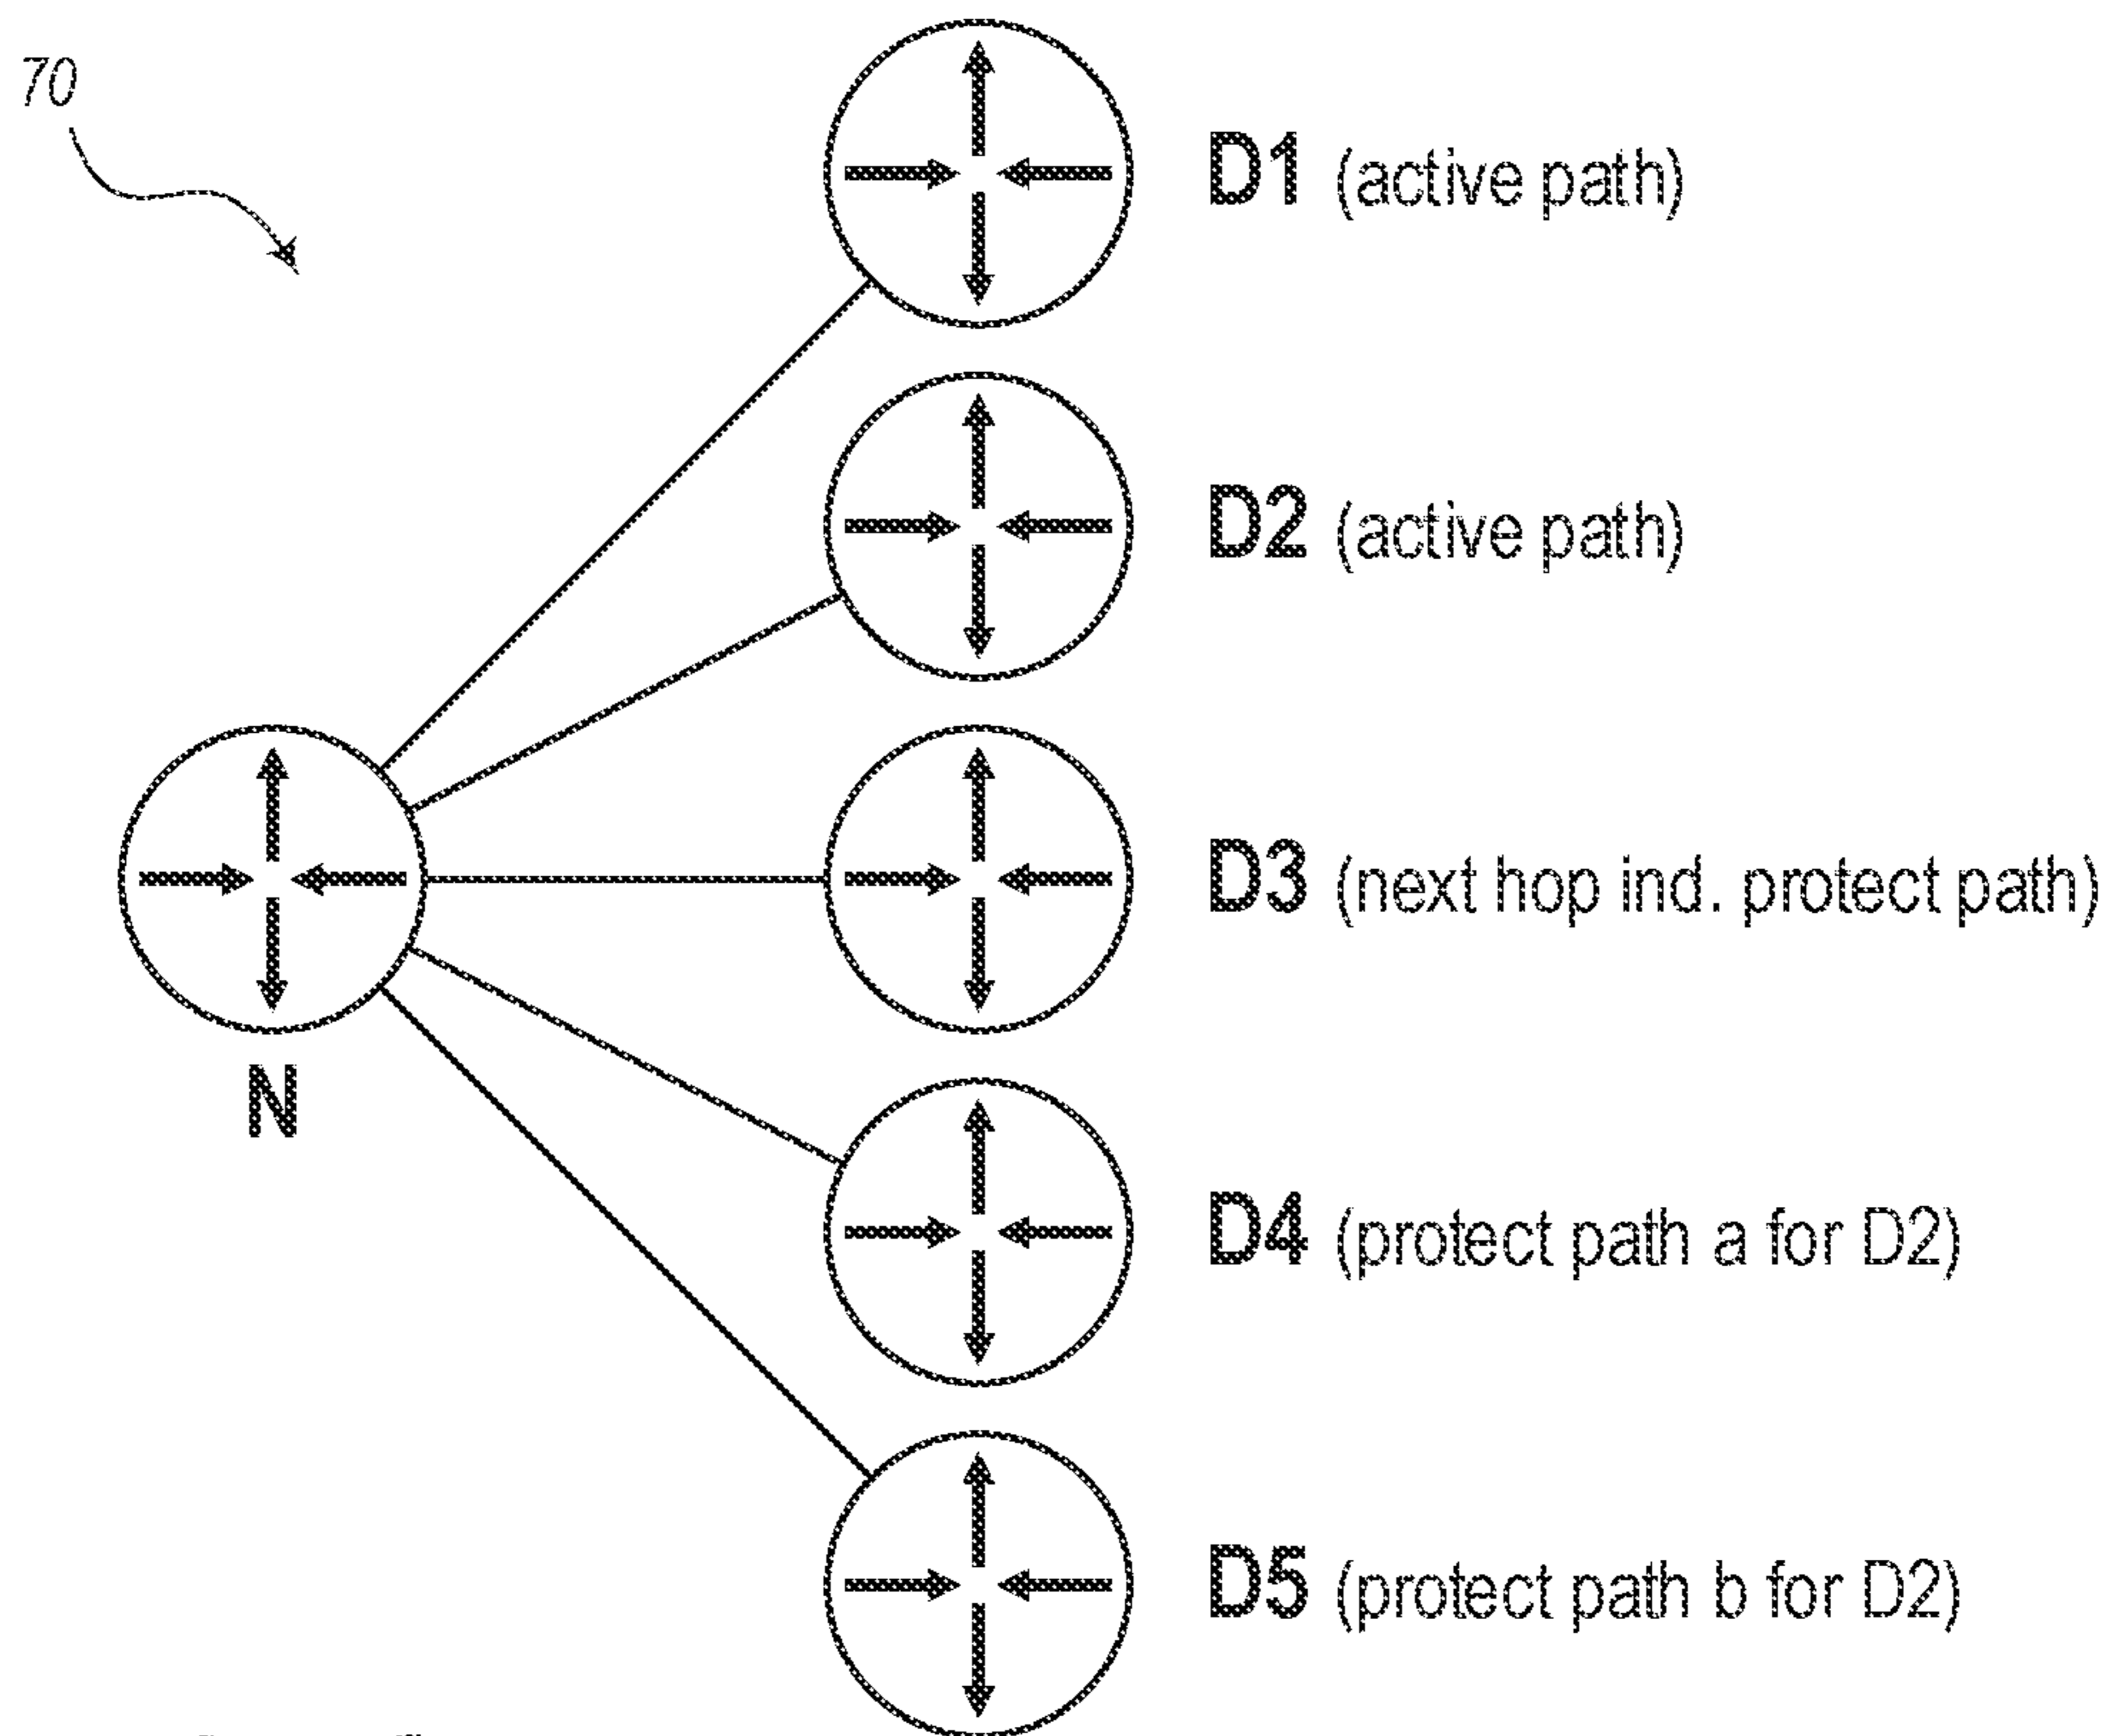 70
D1 (active path)
D2 (active path)
D3 (next hop ind. protect path)
N
D4 (protect path a for D2)
D5 (protect path b for D2)